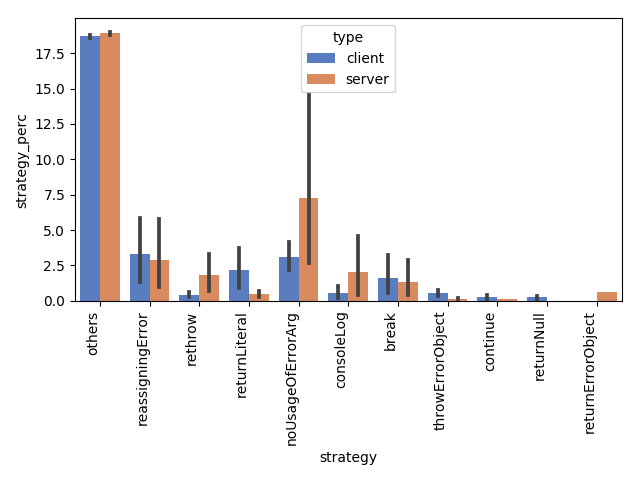 type
client
server
strategy_perc
17.5
15.0
12.5
10.0
7.5
5.0
2.5
0.0
others
reassigningError
rethrow
returnLiteral
noUsageOfErrorArg
consoleLog
break
throwErrorObject
continue
returnNull
returnErrorObject
strategy